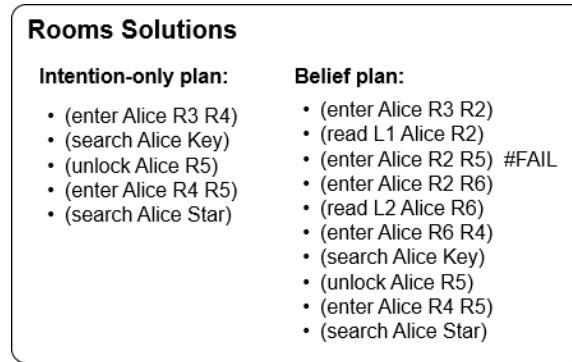 Rooms Solutions
Intention-only plan:
• (enter Alice R3 R4)
• (search Alice Key)
• (unlock Alice R5)
• (enter Alice R4 R5)
• (search Alice Star)
Belief plan:
• (enter Alice R3 R2)
• (read L1 Alice R2)
• (enter Alice R2 R5) #FAIL
• (enter Alice R2 R6)
• (read L2 Alice R6)
• (enter Alice R6 R4)
• (search Alice Key)
• (unlock Alice R5)
• (enter Alice R4 R5)
• (search Alice Star)